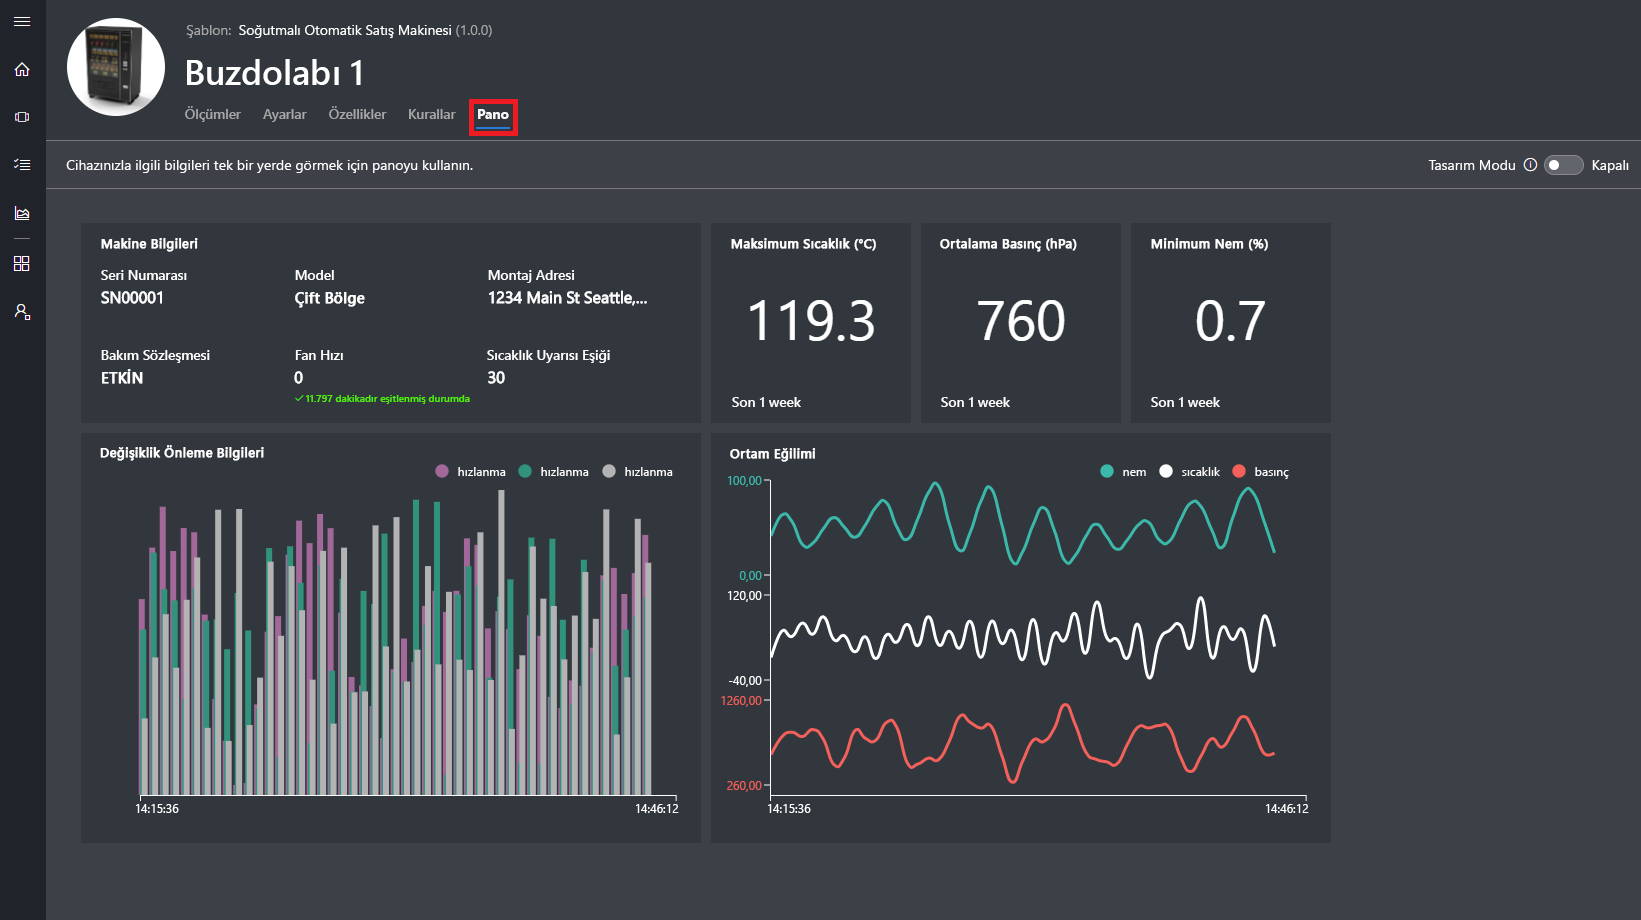 Şablon: Soğutmalı Otomatik Satış Makinesi (1.0.0)
Buzdolabı 1
Ölçümler Ayarlar Özellikler Kurallar Pano
Cihazınızla ilgili bilgileri tek bir yerde görmek için panoyu kullanın.
Tasarım Modu Kapalı
Makine Bilgileri
Seri Numarası Model Montaj Adresi
SN00001 Çift Bölge 1234 Main St Seattle,...
Bakım Sözleşmesi Fan Hızı Sıcaklık Uyarısı Eşiği
ETKİN 0 30
11.797 dakikadır eşitlenmiş durumda
Maksimum Sıcaklık (°C)
119.3
Son 1 week
Ortalama Basınç (hPa)
760
Son 1 week
Minimum Nem (%)
0.7
Son 1 week
Değişiklik Önleme Bilgileri
hızlanma hızlanma hızlanma
14:15:36 14:46:12
Ortam Eğilimi
nem sıcaklık basınç
100,00
0,00
120,00
-40,00
1260,00
260,00
14:15:36 14:46:12